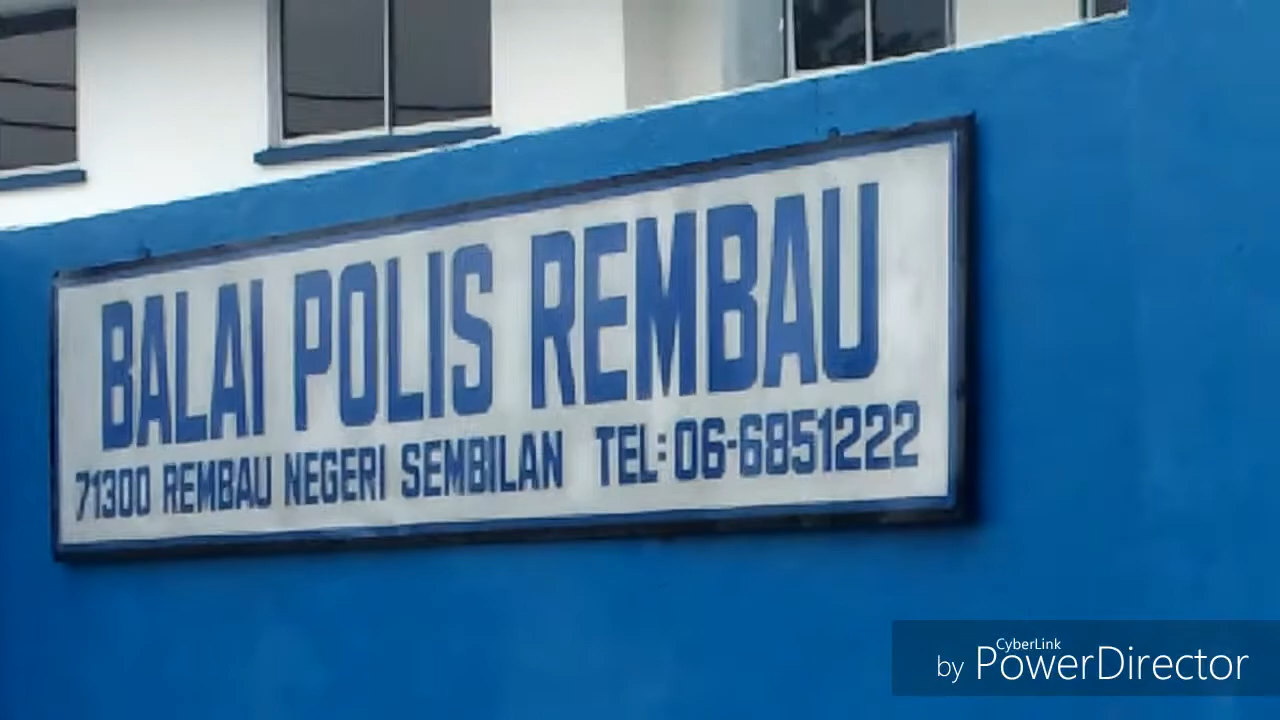 BALAI POLIS REMBAU
71300 REMBAU NEGERI SEMBILAN TEL: 06-6851222
by CyberLink PowerDirector